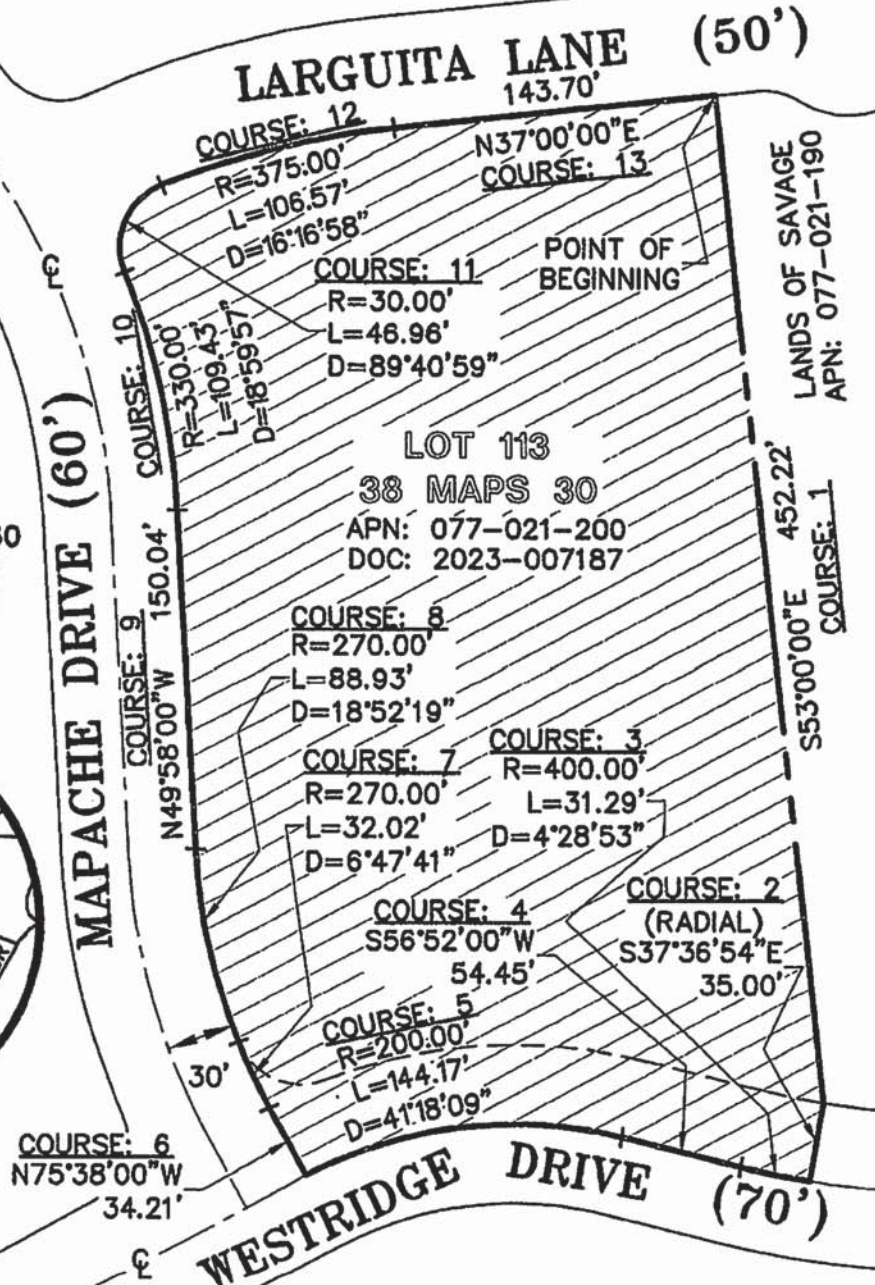 LARGUITA LANE (50')
143.70'
N37°00'00"E
COURSE: 13
COURSE: 12
R=375.00'
L=106.57'
D=16°16'58"
POINT OF
BEGINNING
LANDS OF SAVAGE
APN: 077-021-190
COURSE: 11
R=30.00'
L=46.96'
D=89°40'59"
COURSE: 10
R=330.00'
L=109.43'
D=18°59'57"
LOT 113
38 MAPS 30
APN: 077-021-200
DOC: 2023-007187
S53°00'00"E 452.22'
COURSE: 1
MAPACHE DRIVE (60')
COURSE: 9
N49°58'00"W 150.04'
COURSE: 8
R=270.00'
L=88.93'
D=18°52'19"
COURSE: 7
R=270.00'
L=32.02'
D=6°47'41"
COURSE: 3
R=400.00'
L=31.29'
D=4°28'53"
COURSE: 4
S56°52'00"W
54.45'
COURSE: 2
(RADIAL)
S37°36'54"E
35.00'
COURSE: 5
R=200.00'
L=144.17'
D=41°18'09"
30'
COURSE: 6
N75°38'00"W
34.21'
WESTRIDGE DRIVE (70')